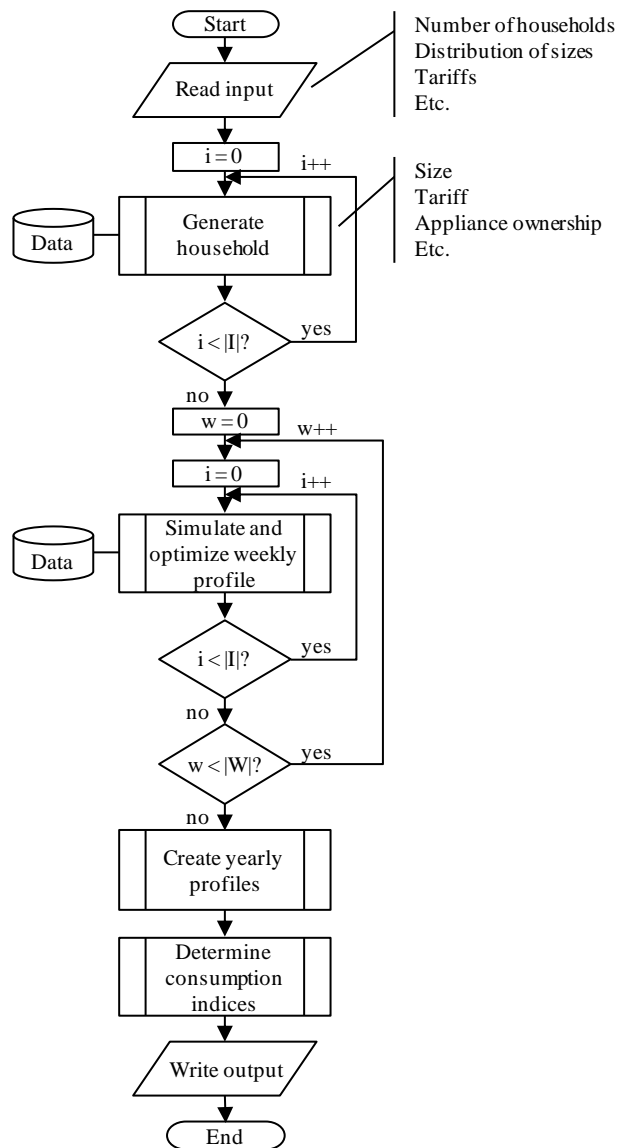 Start
Number of households
Distribution of sizes
Tariffs
Etc.
Read input
i = 0
i++
Size
Tariff
Appliance ownership
Etc.
Data
Generate
household
i < |I|?
yes
no
w = 0
w++
i = 0
i++
Data
Simulate and
optimize weekly
profile
i < |I|?
yes
no
w < |W|?
yes
no
Create yearly
profiles
Determine
consumption
indices
Write output
End